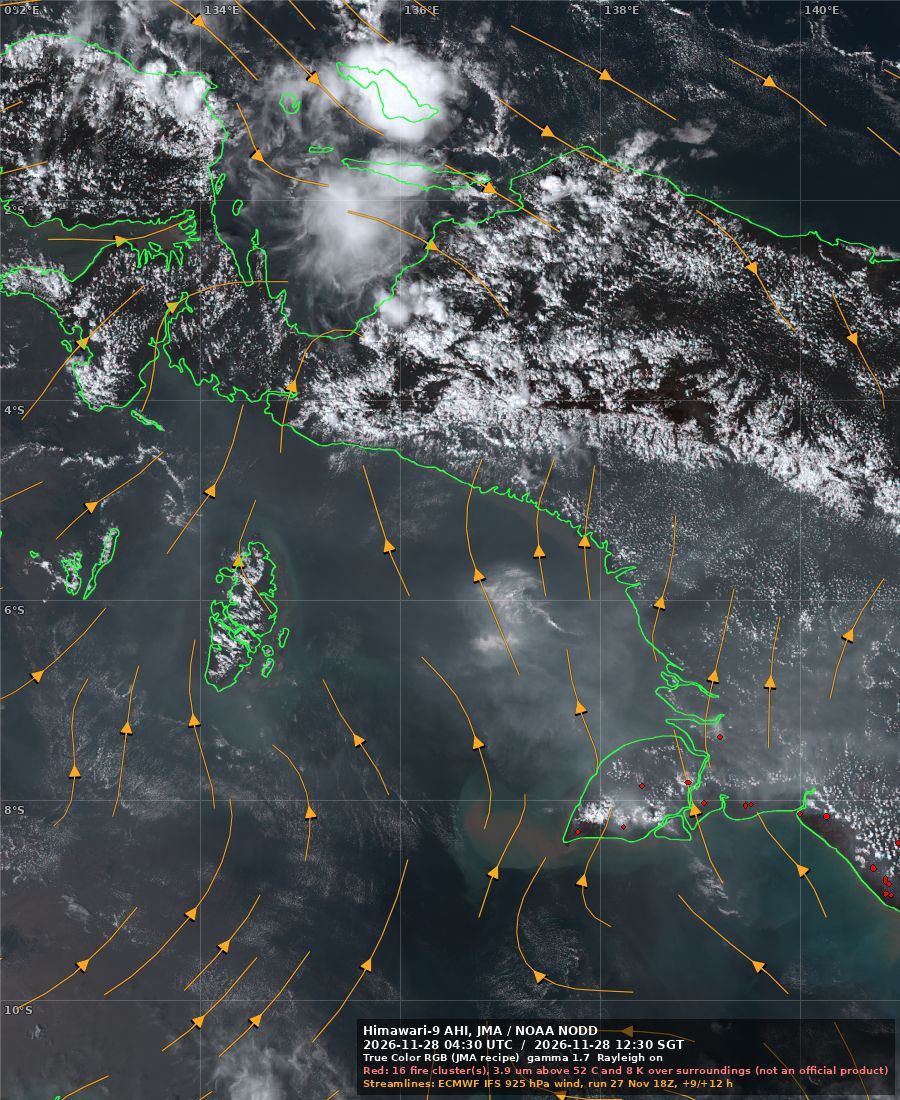 0°S
132°E
134°E
136°E
138°E
140°E
2°S
4°S
6°S
8°S
10°S
Himawari-9 AHI, JMA / NOAA NODD
2026-11-28 04:30 UTC / 2026-11-28 12:30 SGT
True Color RGB (JMA recipe) gamma 1.7 Rayleigh on
Red: 16 fire cluster(s), 3.9 um above 52 C and 8 K over surroundings (not an official product)
Streamlines: ECMWF IFS 925 hPa wind, run 27 Nov 18Z, +9/+12 h